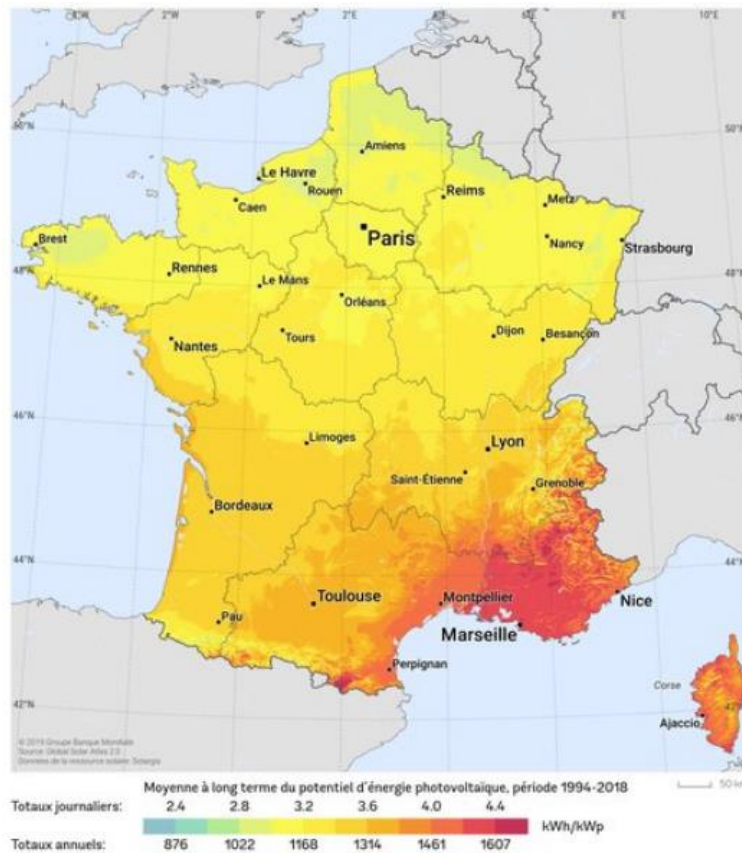 4°W
2°W
0°
2°E
4°E
6°E
8°E
10°E
50°N
50°N
Amiens
Le Havre
Rouen
Caen
Reims
Metz
Paris
Nancy
Strasbourg
Brest
48°N
48°N
Rennes
Le Mans
Orléans
Nantes
Tours
Dijon
Besançon
46°N
46°N
Limoges
Lyon
Saint-Étienne
Grenoble
Bordeaux
44°N
44°N
Toulouse
Montpellier
Nice
Pau
Marseille
Perpignan
Corse
42°N
Ajaccio
© 2019 Groupe Banque Mondiale
Source: Global Solar Atlas 2.0
Données de la ressource solaire: Solargis
Moyenne à long terme du potentiel d'énergie photovoltaïque, période 1994-2018
Totaux journaliers: 2.4 2.8 3.2 3.6 4.0 4.4
kWh/kWp
Totaux annuels: 876 1022 1168 1314 1461 1607